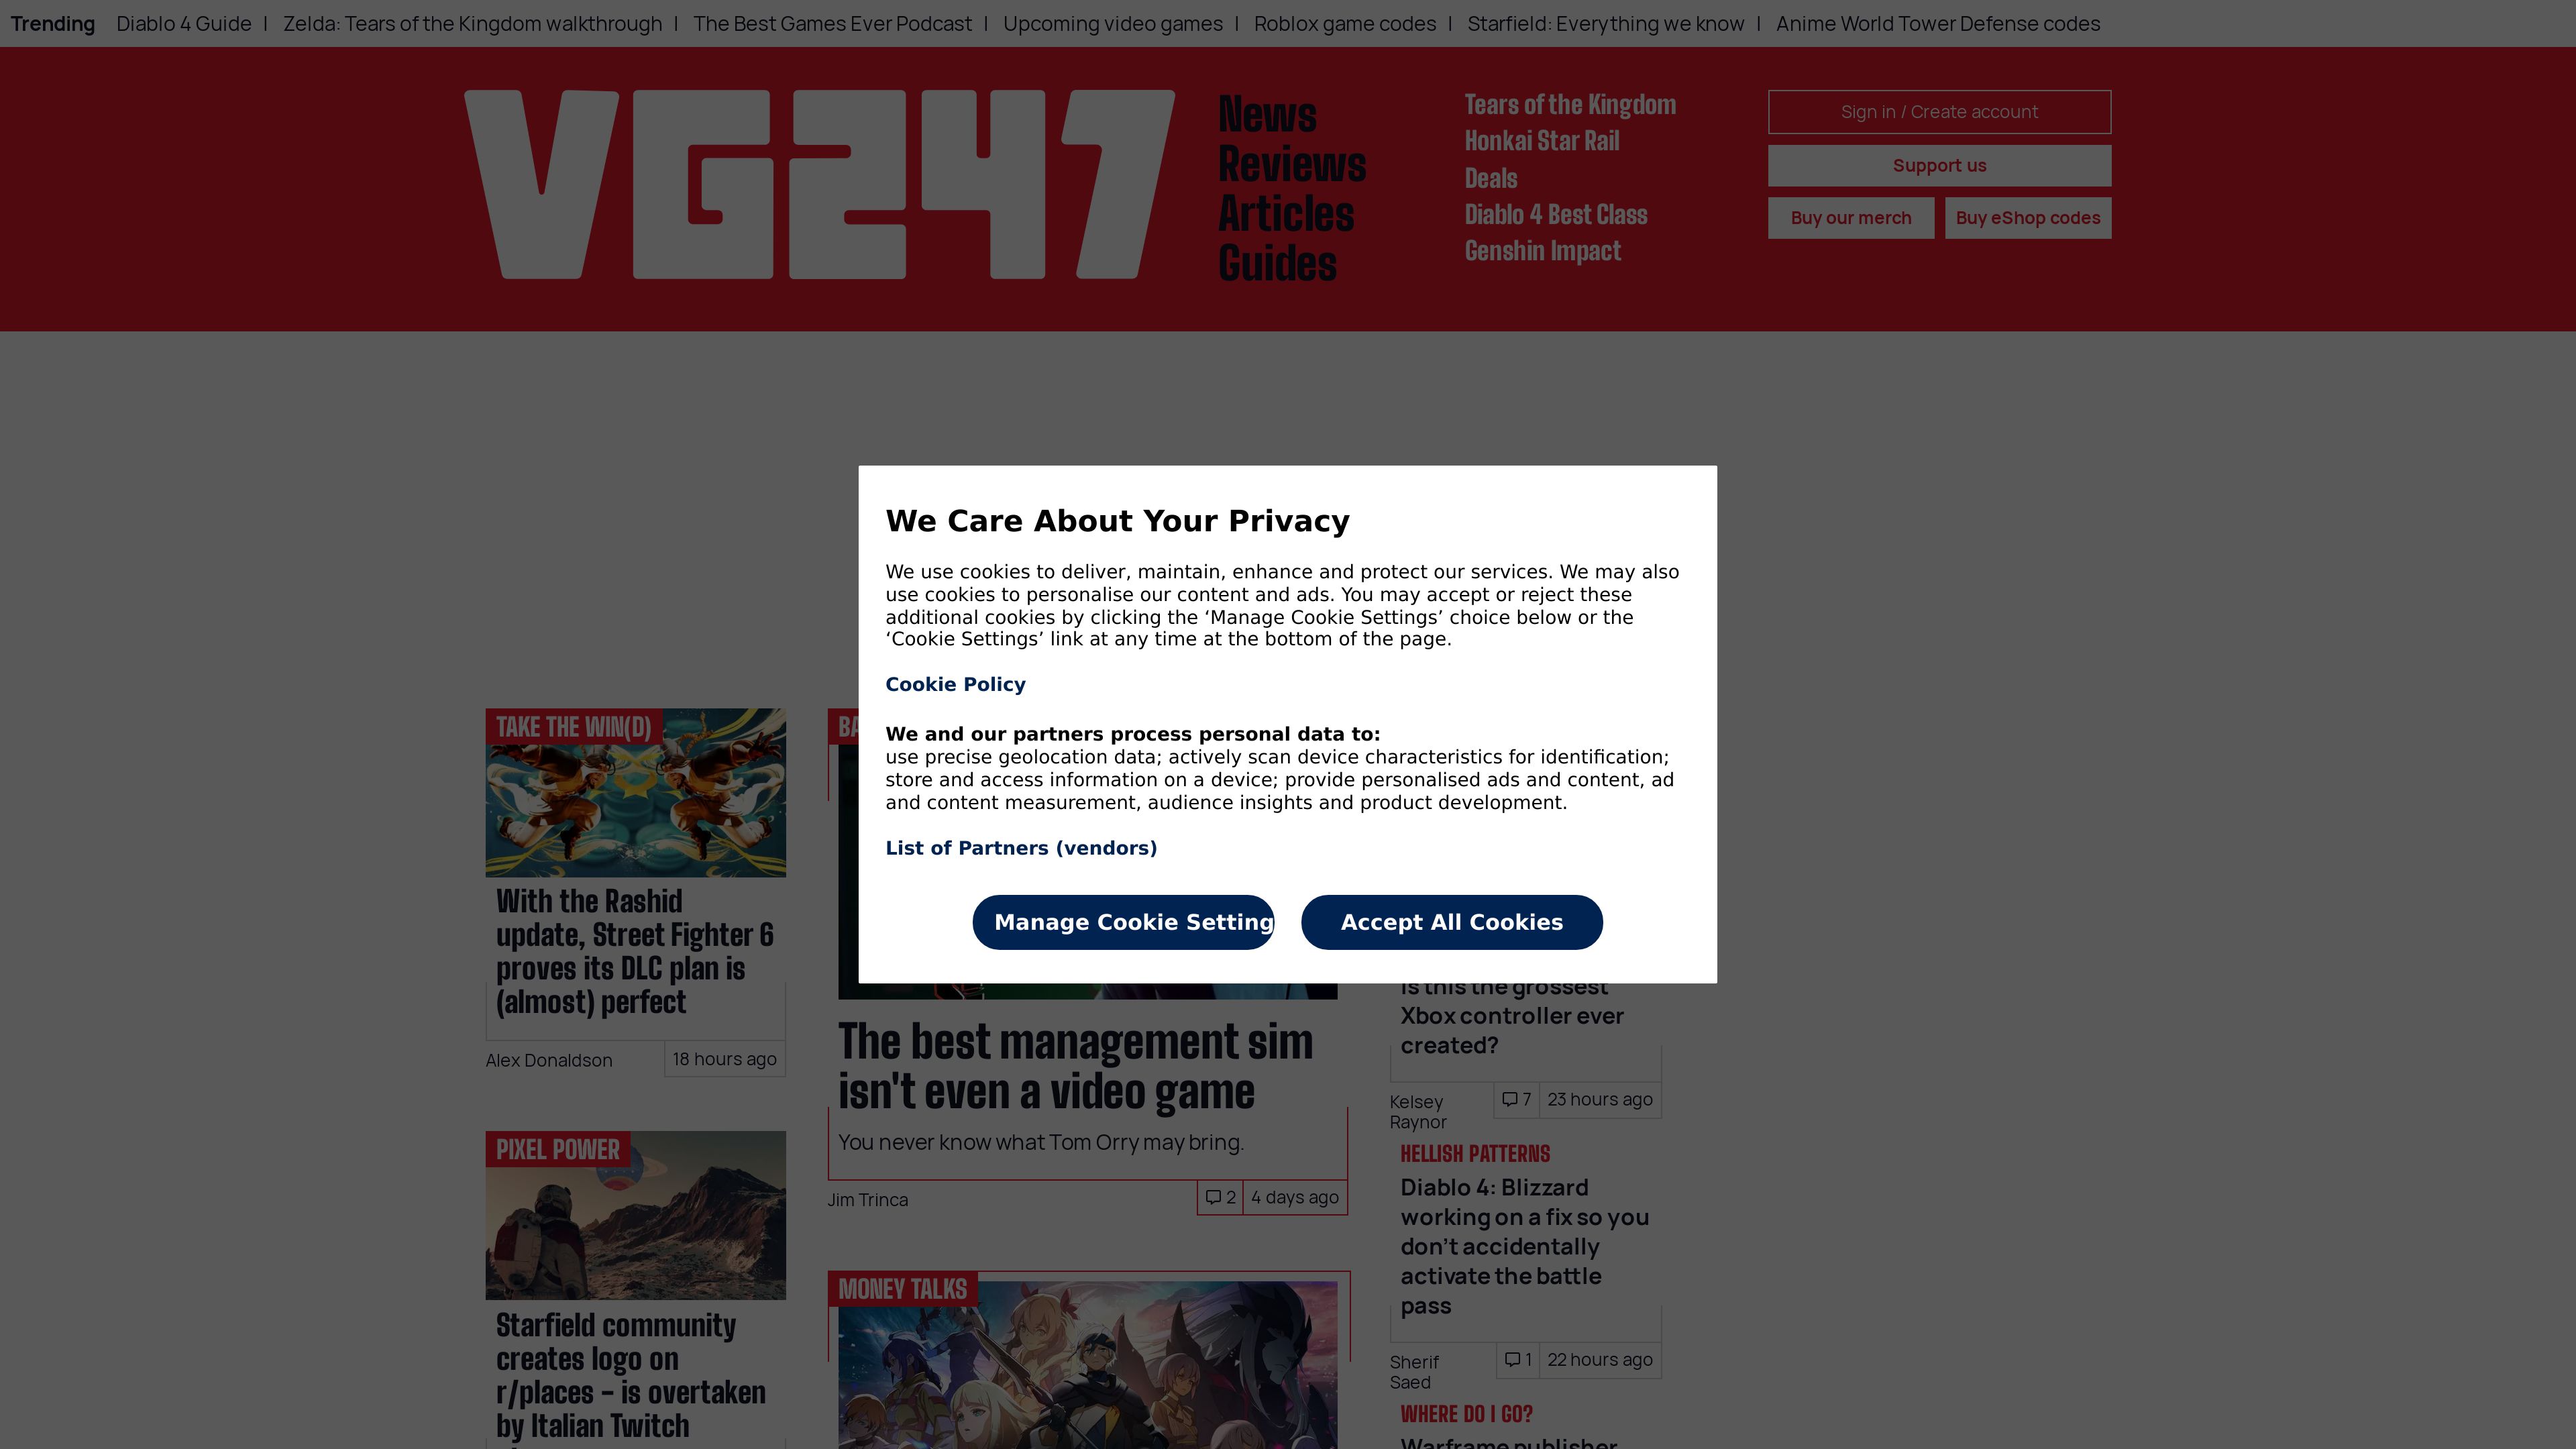 Trending Diablo 4 Guide | Zelda: Tears of the Kingdom walkthrough | The Best Games Ever Podcast | Upcoming video games | Roblox game codes | Starfield: Everything we know | Anime World Tower Defense codes
VG247
News
Reviews
Articles
Guides
Tears of the Kingdom
Honkai Star Rail
Deals
Diablo 4 Best Class
Genshin Impact
Sign in / Create account
Support us
Buy our merch
Buy eShop codes
We Care About Your Privacy
We use cookies to deliver, maintain, enhance and protect our services. We may also
use cookies to personalise our content and ads. You may accept or reject these
additional cookies by clicking the ‘Manage Cookie Settings’ choice below or the
‘Cookie Settings’ link at any time at the bottom of the page.
Cookie Policy
We and our partners process personal data to:
use precise geolocation data; actively scan device characteristics for identification;
store and access information on a device; provide personalised ads and content, ad
and content measurement, audience insights and product development.
List of Partners (vendors)
Manage Cookie Setting
Accept All Cookies
TAKE THE WIN(D)
With the Rashid
update, Street Fighter 6
proves its DLC plan is
(almost) perfect
Alex Donaldson
18 hours ago
PIXEL POWER
Starfield community
creates logo on
r/places – is overtaken
by Italian Twitch
BA
The best management sim
isn't even a video game
You never know what Tom Orry may bring.
Jim Trinca
2
4 days ago
MONEY TALKS
Is this the grossest
Xbox controller ever
created?
Kelsey
Raynor
7
23 hours ago
HELLISH PATTERNS
Diablo 4: Blizzard
working on a fix so you
don’t accidentally
activate the battle
pass
Sherif
Saed
1
22 hours ago
WHERE DO I GO?
Warframe publisher